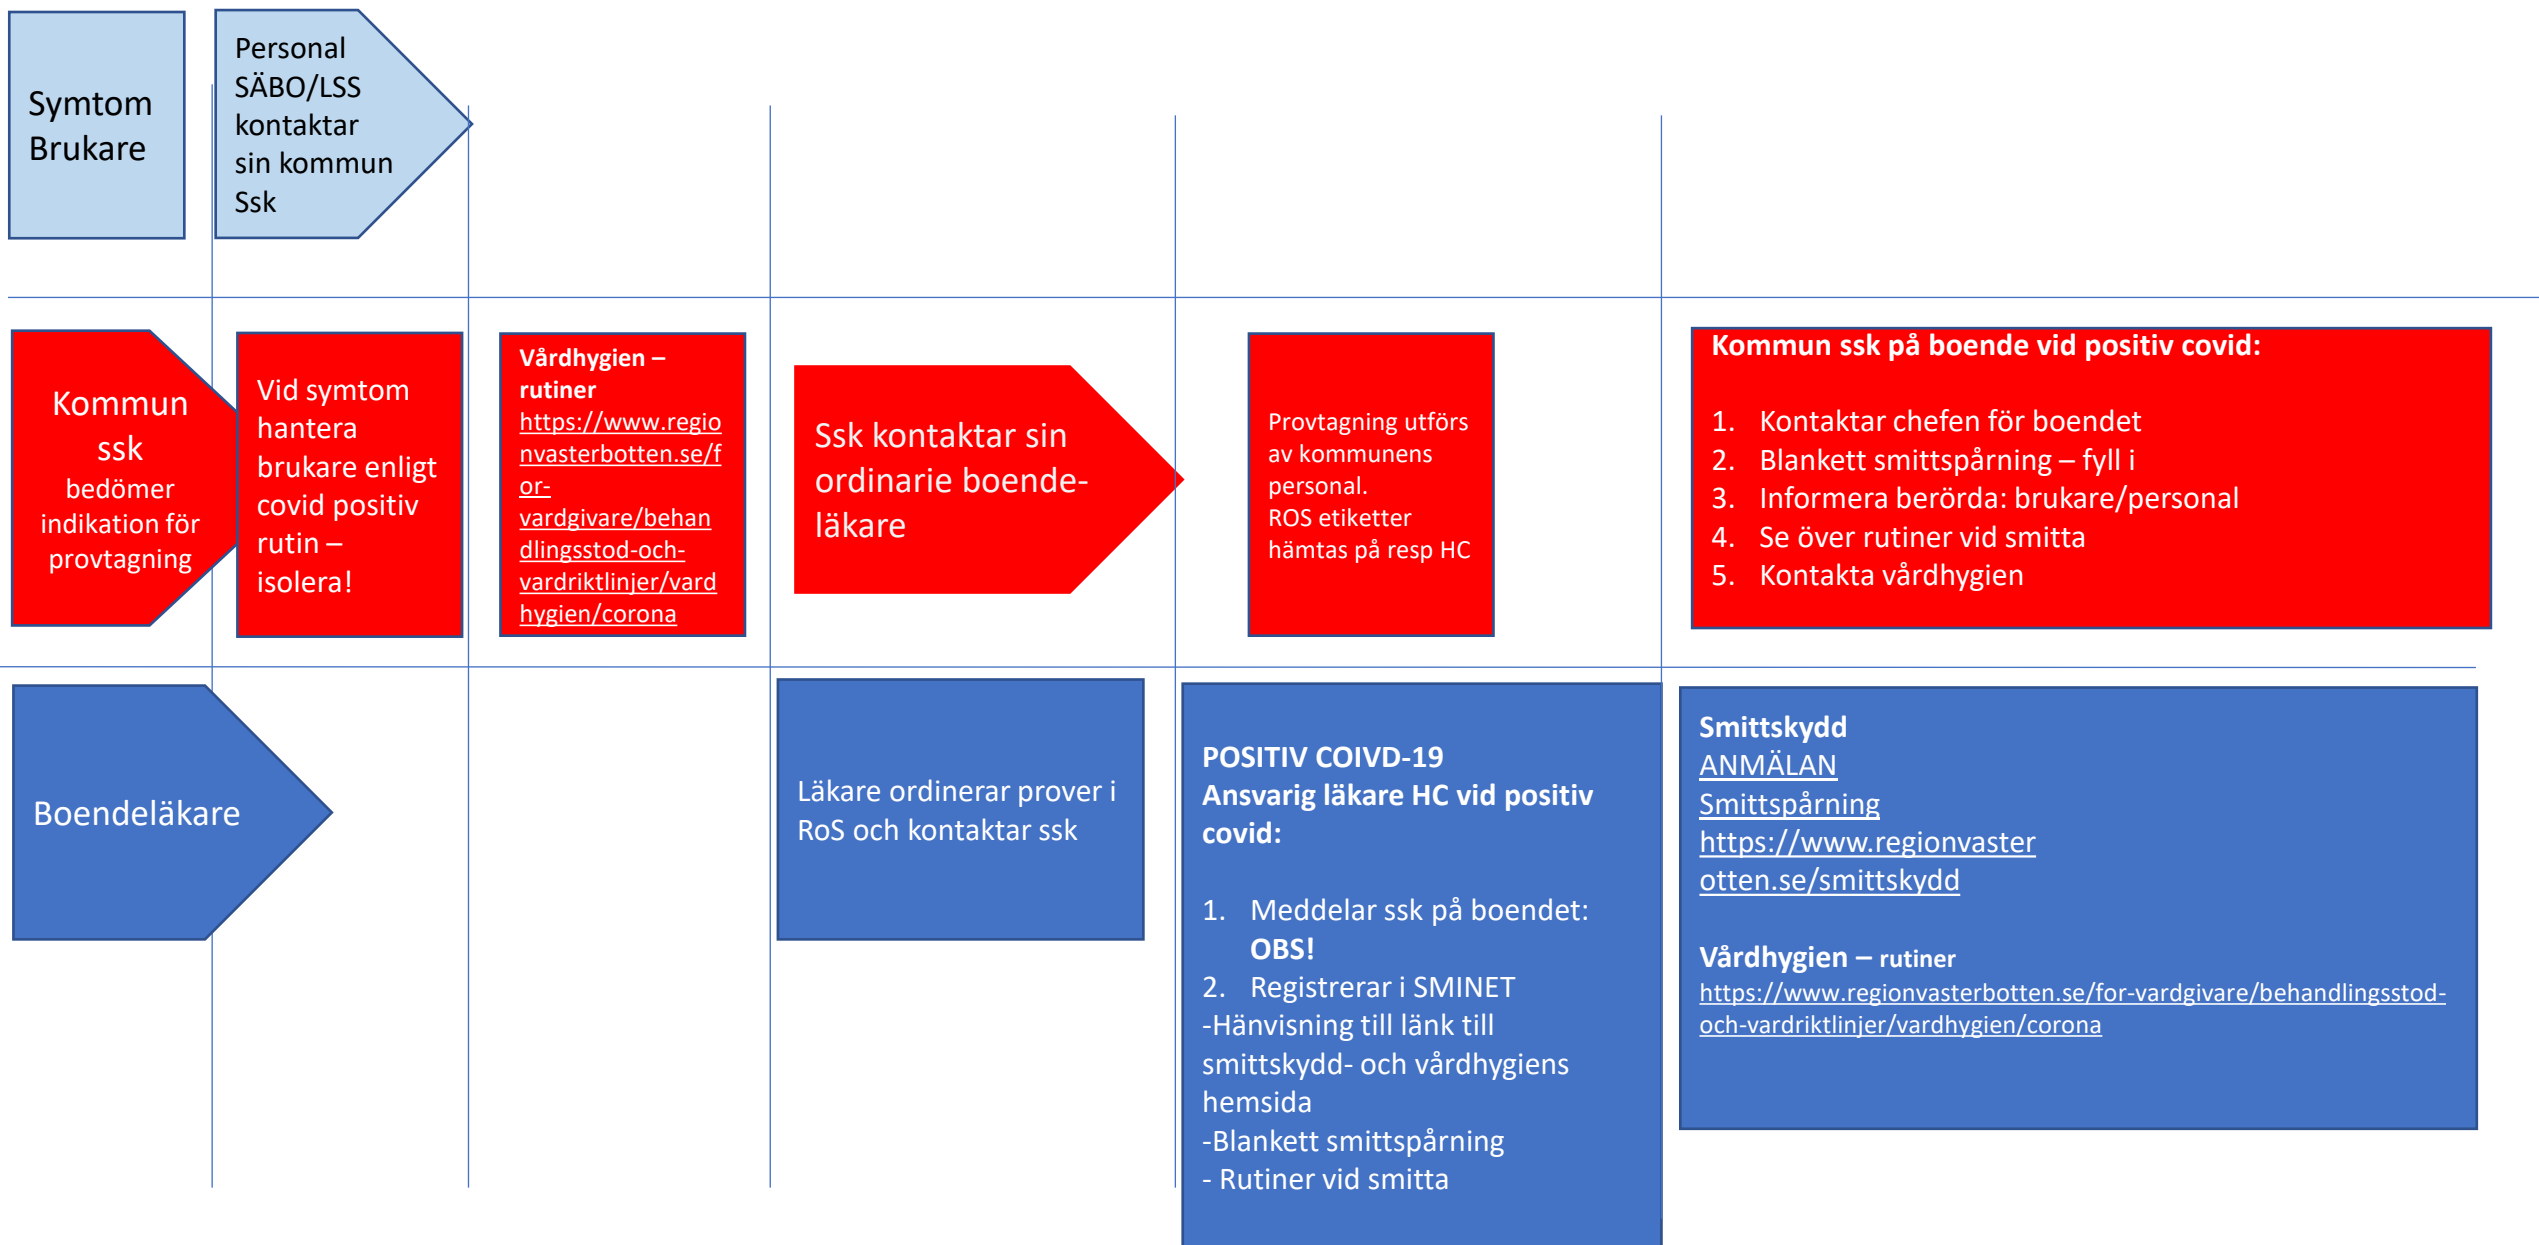 Symtom
Brukare
Personal
SÄBO/LSS
kontaktar
sin kommun
Ssk
Kommun
ssk
bedömer
indikation för
provtagning
Vid symtom
hantera
brukare enligt
covid positiv
rutin –
isolera!
Vårdhygien –
rutiner
https://www.regio
nvasterbotten.se/f
or-
vardgivare/behan
dlingsstod-och-
vardriktlinjer/vard
hygien/corona
Ssk kontaktar sin
ordinarie boende-
läkare
Provtagning utförs
av kommunens
personal.
ROS etiketter
hämtas på resp HC
Kommun ssk på boende vid positiv covid:
1. Kontaktar chefen för boendet
2. Blankett smittspårning – fyll i
3. Informera berörda: brukare/personal
4. Se över rutiner vid smitta
5. Kontakta vårdhygien
Boendeläkare
Läkare ordinerar prover i
RoS och kontaktar ssk
POSITIV COIVD-19
Ansvarig läkare HC vid positiv
covid:
1. Meddelar ssk på boendet:
OBS!
2. Registrerar i SMINET
-Hänvisning till länk till
smittskydd- och vårdhygiens
hemsida
-Blankett smittspårning
- Rutiner vid smitta
Smittskydd
ANMÄLAN
Smittspårning
https://www.regionvaster
otten.se/smittskydd
Vårdhygien – rutiner
https://www.regionvasterbotten.se/for-vardgivare/behandlingsstod-
och-vardriktlinjer/vardhygien/corona